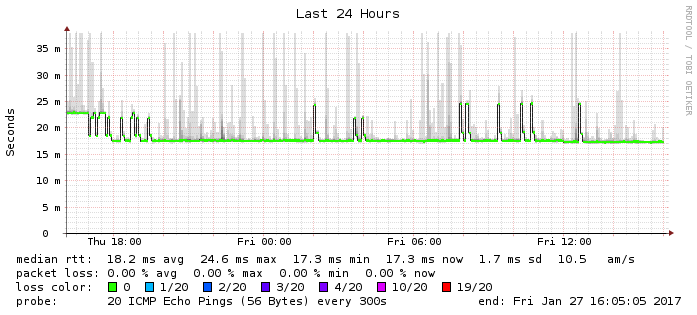 Last 24 Hours
RRDTOOL / TOBI OETIKER
Seconds
35 m
30 m
25 m
20 m
15 m
10 m
5 m
0
Thu 18:00 Fri 00:00 Fri 06:00 Fri 12:00
median rtt: 18.2 ms avg 24.6 ms max 17.3 ms min 17.3 ms now 1.7 ms sd 10.5 am/s
packet loss: 0.00 % avg 0.00 % max 0.00 % min 0.00 % now
loss color: 0 1/20 2/20 3/20 4/20 10/20 19/20
probe: 20 ICMP Echo Pings (56 Bytes) every 300s end: Fri Jan 27 16:05:05 2017